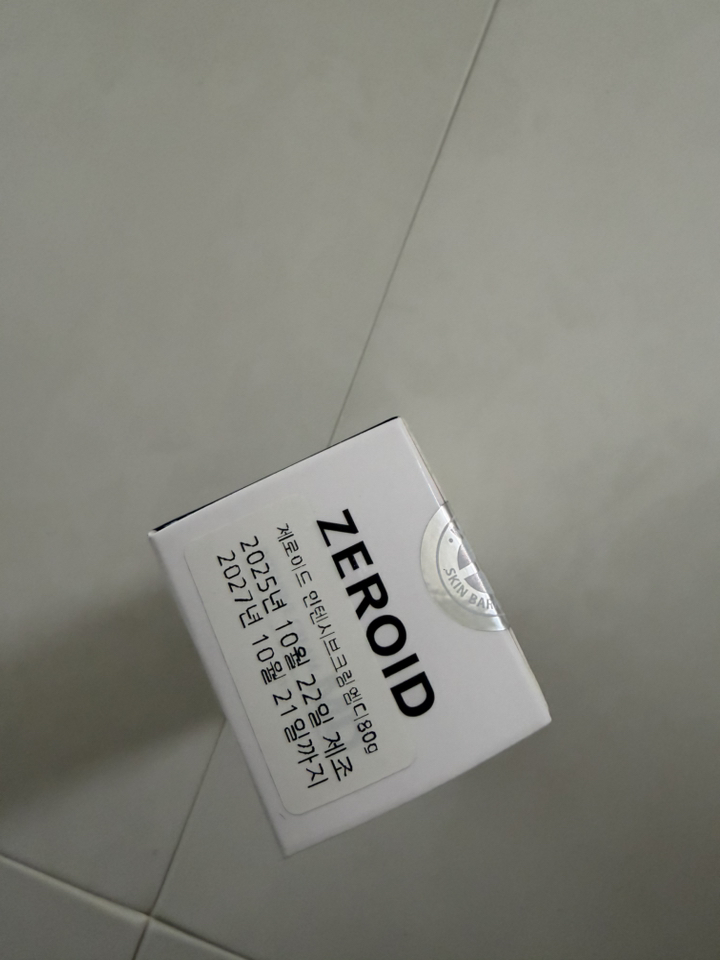 ZEROID
제로이드 인텐시브크림엠디80g
2025년 10월 22일 제조
2027년 10월 21일까지
SKIN BAR